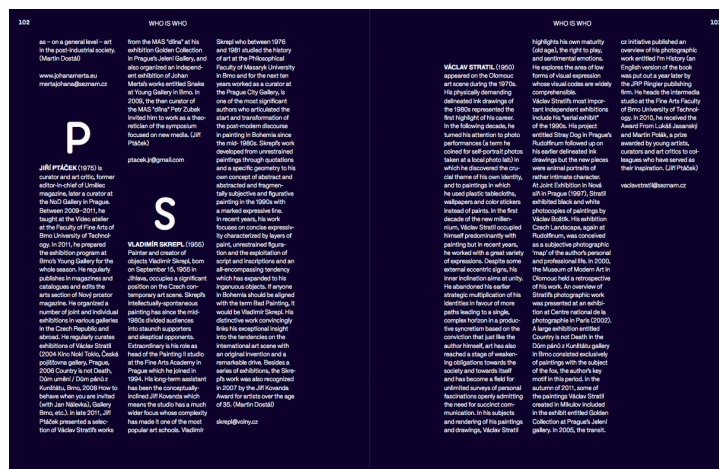 102
WHO IS WHO
as – on a general level – art
in the post-industrial society.
(Martin Dostál)
www.johanamerta.eu
mertajohana@seznam.cz
P
JIŘÍ PTÁČEK (1975) is
curator and art critic, former
editor-in-chief of Umělec
magazine, later a curator at
the NoD Gallery in Prague.
Between 2009–2011, he
taught at the Video atelier
at the Faculty of Fine Arts of
Brno University of Technol-
ogy. In 2011, he prepared
the exhibition program at
Brno's Young Gallery for the
whole season. He regularly
publishes in magazines and
catalogues and edits the
arts section of Nový prostor
magazine. He organized a
number of joint and individual
exhibitions in various galleries
in the Czech Republic and
abroad. He regularly curates
exhibitions of Václav Stratil
(2004 Kino Noki Tokio, Česká
pojišťovna gallery, Prague,
2006 Country is not Death,
Dům umění / Dům pánů z
Kunštátu, Brno, 2008 How to
behave when you are invited
(with Jan Nálevka), Gallery
Brno, etc.). In late 2011, Jiří
Ptáček presented a selec-
tion of Václav Stratil's works
from the MAS "dílna" at his
exhibition Golden Collection
in Prague's Jelení Gallery, and
also organized an independ-
ent exhibition of Johan
Merta's works entitled Snake
at Young Gallery in Brno. In
2009, the then curator of
the MAS "dílna" Petr Zubek
invited him to work as a theo-
retician of the symposium
focused on new media. (Jiří
Ptáček)
ptacek.jr@gmail.com
S
VLADIMÍR SKREPL (1955)
Painter and creator of
objects Vladimír Skrepl, born
on September 15, 1955 in
Jihlava, occupies a significant
position on the Czech con-
temporary art scene. Skrepl's
intellectually-spontaneous
painting has since the mid-
1980s divided audiences
into staunch supporters
and skeptical opponents.
Extraordinary is his role as
head of the Painting II studio
at the Fine Arts Academy in
Prague which he joined in
1994. His long-term assistant
has been the conceptually-
inclined Jiří Kovanda which
means the studio has a much
wider focus whose complexity
has made it one of the most
popular art schools. Vladimír
Skrepl who between 1976
and 1981 studied the history
of art at the Philosophical
Faculty of Masaryk University
in Brno and for the next ten
years worked as a curator at
the Prague City Gallery, is
one of the most significant
authors who articulated the
start and transformation of
the post-modern discourse
in painting in Bohemia since
the mid- 1980s. Skrepl's work
developed from unrestrained
paintings through quotations
and a specific geometry to his
own concept of abstract and
abstracted and fragmen-
tally subjective and figurative
painting in the 1990s with
a marked expressive line.
In recent years, his work
focuses on concise expressiv-
ity characterized by layers of
paint, unrestrained figura-
tion and the exploitation of
script and inscriptions and an
all-encompassing tendency
which has expanded to his
ingenuous objects. If anyone
in Bohemia should be aligned
with the term Bad Painting, it
would be Vladimír Skrepl. His
distinctive work convincingly
links his exceptional insight
into the tendencies on the
international art scene with
an original invention and a
remarkable drive. Besides a
series of exhibitions, the Skre-
pl's work was also recognized
in 2007 by the Jiří Kovanda
Award for artists over the age
of 35. (Martin Dostál)
skrepl@volny.cz
WHO IS WHO
103
VÁCLAV STRATIL (1950)
appeared on the Olomouc
art scene during the 1970s.
His physically demanding
delineated ink drawings of
the 1980s represented the
first highlight of his career.
In the following decade, he
turned his attention to photo
performances (a term he
coined for self-portrait photos
taken at a local photo lab) in
which he discovered the cru-
cial theme of his own identity,
and to paintings in which
he used plastic tablecloths,
wallpapers and color stickers
instead of paints. In the first
decade of the new millen-
nium, Václav Stratil occupied
himself predominantly with
painting but in recent years,
he worked with a great variety
of expressions. Despite some
external eccentric signs, his
inner inclination aims at unity.
He abandoned his earlier
strategic multiplication of his
identities in favour of more
paths leading to a single,
complex horizon in a produc-
tive syncretism based on the
conviction that just like the
author himself, art has also
reached a stage of weaken-
ing obligations towards the
society and towards itself
and has become a field for
unlimited surveys of personal
fascinations openly admitting
the need for succinct com-
munication. In his subjects
and rendering of his paintings
and drawings, Václav Stratil
highlights his own maturity
(old age), the right to play,
and sentimental emotions.
He explores the area of low
forms of visual expression
whose visual codes are widely
comprehensible.
Václav Stratil's most impor-
tant independent exhibitions
include his "serial exhibit"
of the 1990s. His project
entitled Stray Dog in Prague's
Rudolfinum followed up on
his earlier delineated ink
drawings but the new pieces
were animal portraits of
rather intimate character.
At Joint Exhibition in Nová
síň in Prague (1997), Stratil
exhibited black and white
photocopies of paintings by
Václav Boštík. His exhibition
Czech Landscape, again at
Rudolfinum, was conceived
as a subjective photographic
'map' of the author's personal
and professional life. In 2000,
the Museum of Modern Art in
Olomouc held a retrospective
of his work. An overview of
Stratil's photography work
was presented at an exhibi-
tion at Centre national de la
photographie in Paris (2002).
A large exhibition entitled
Country is not Death in the
Dům pánů z Kunštátu gallery
in Brno consisted exclusively
of paintings with the subject
of the fox, the author's key
motif in this period. In the
autumn of 2011, some of
the paintings Václav Stratil
created in Mikulov included
in the exhibit entitled Golden
Collection at Prague's Jelení
gallery. In 2005, the transit.
cz initiative published an
overview of his photographic
work entitled I'm History (an
English version of the book
was put out a year later by
the JRP Ringier Publishing
firm. He heads the intermedia
studio at the Fine Arts Faculty
of Brno University of Technol-
ogy. In 2010, he received the
Award From Lukáš Jasanský
and Martin Polák, a prize
awarded by young artists,
curators and art critics to col-
leagues who have served as
their inspiration. (Jiří Ptáček)
vaclavstratil@seznam.cz